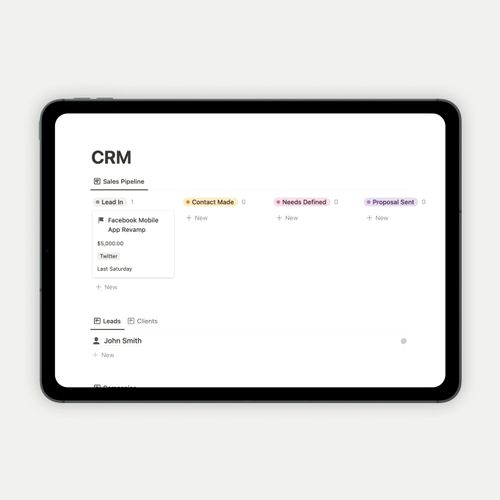 CRM
Sales Pipeline
Lead In 1
Contact Made 0
Needs Defined 0
Proposal Sent 0
Facebook Mobile
App Revamp
$5,000.00
Twitter
Last Saturday
+ New
+ New
+ New
+ New
Leads
Clients
John Smith
+ New
Companies